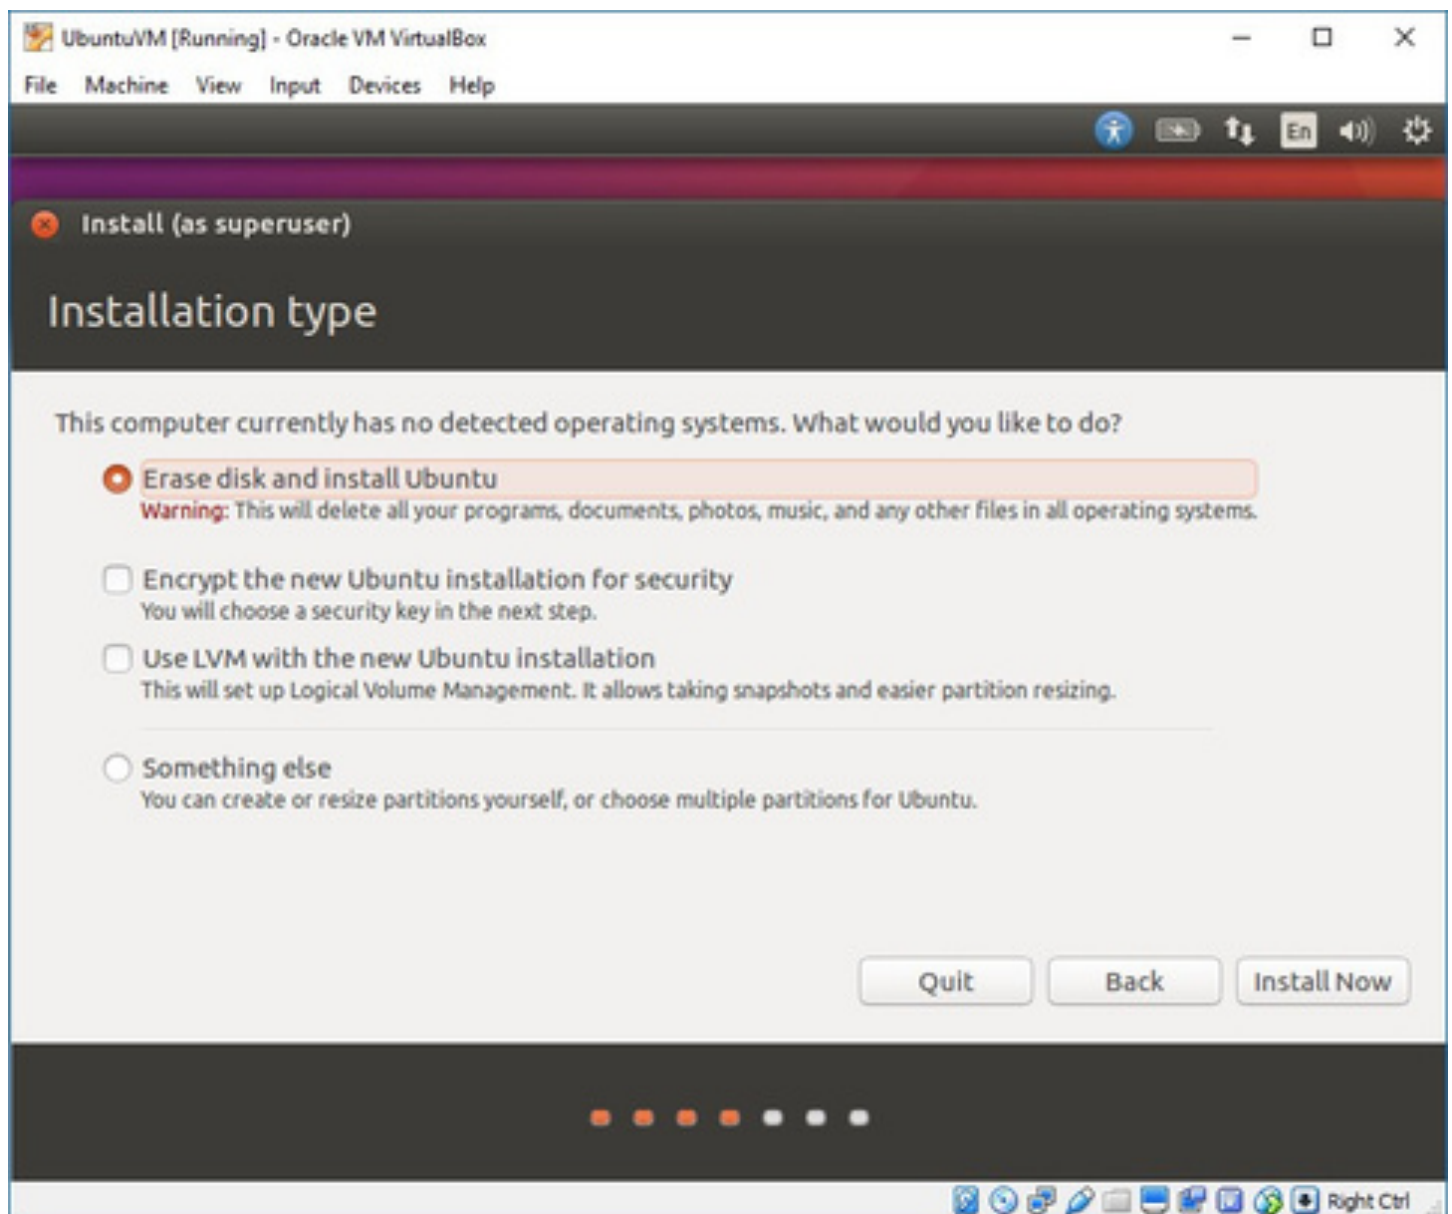 UbuntuVM [Running] - Oracle VM VirtualBox
File Machine View Input Devices Help
En
Install (as superuser)
Installation type
This computer currently has no detected operating systems. What would you like to do?
Erase disk and install Ubuntu
Warning: This will delete all your programs, documents, photos, music, and any other files in all operating systems.
Encrypt the new Ubuntu installation for security
You will choose a security key in the next step.
Use LVM with the new Ubuntu installation
This will set up Logical Volume Management. It allows taking snapshots and easier partition resizing.
Something else
You can create or resize partitions yourself, or choose multiple partitions for Ubuntu.
Quit Back Install Now
Right Ctrl